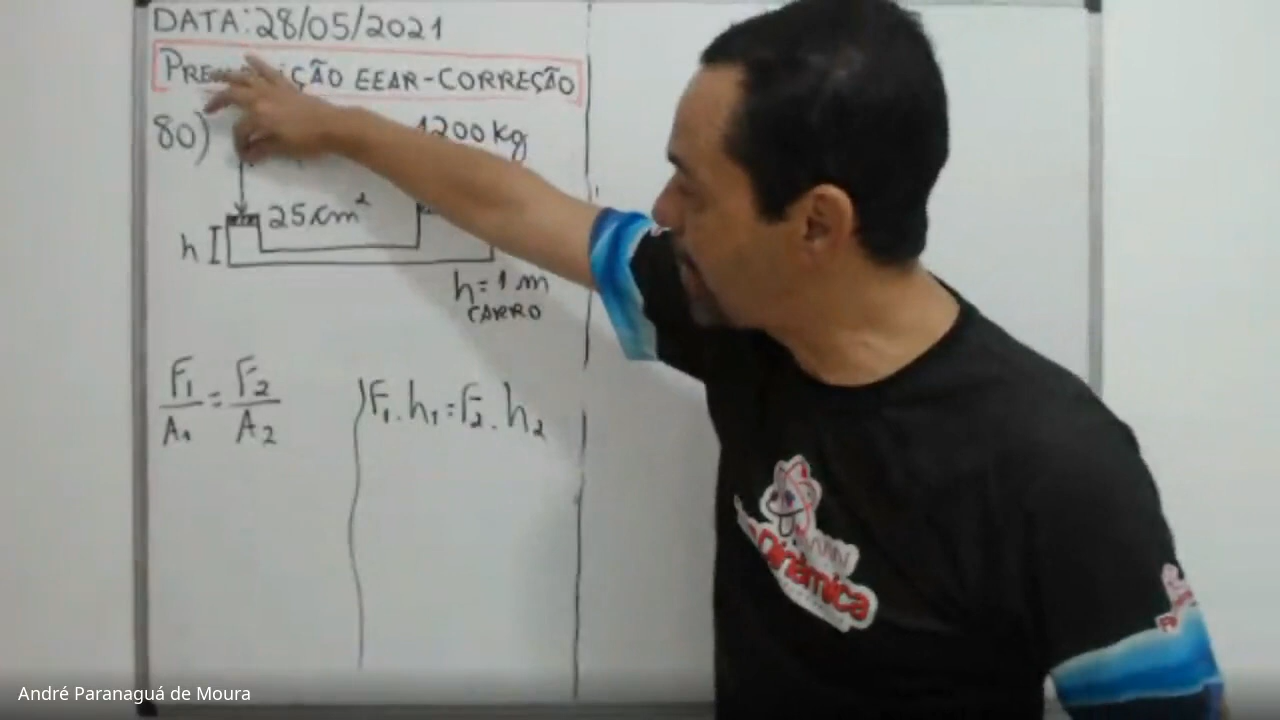 DATA: 28/05/2021
EEAR-CORREÇÃO
80)
1200 kg
25 cm²
h
h = 1 m
CARRO
F₁/A₁ = F₂/A₂
F₁ . h₁ = F₂ . h₂
Dinâmica
André Paranaguá de Moura